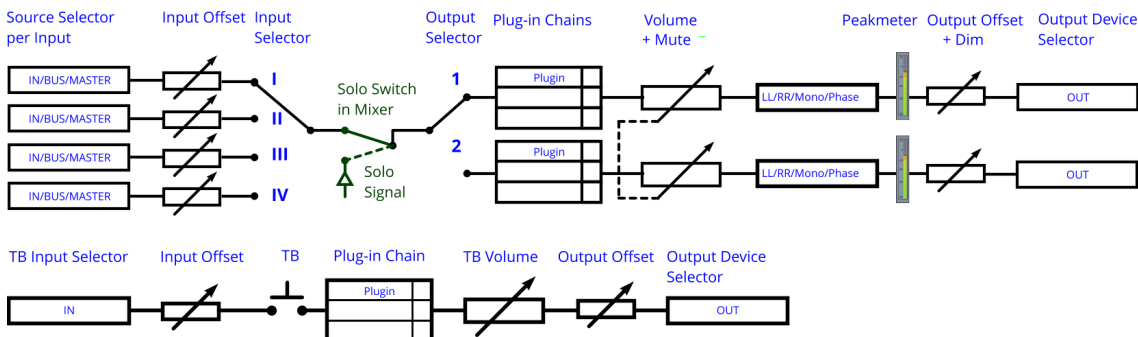 Source Selector
per Input
Input Offset
Input
Selector
Output
Selector
Plug-in Chains
Volume
+ Mute
Peakmeter
Output Offset
+ Dim
Output Device
Selector
IN/BUS/MASTER
I
Solo Switch
in Mixer
1
Plugin
LL/RR/Mono/Phase
OUT
IN/BUS/MASTER
II
IN/BUS/MASTER
III
2
Plugin
LL/RR/Mono/Phase
OUT
IN/BUS/MASTER
IV
Solo
Signal
TB Input Selector
Input Offset
TB
Plug-in Chain
TB Volume
Output Offset
Output Device
Selector
IN
Plugin
OUT